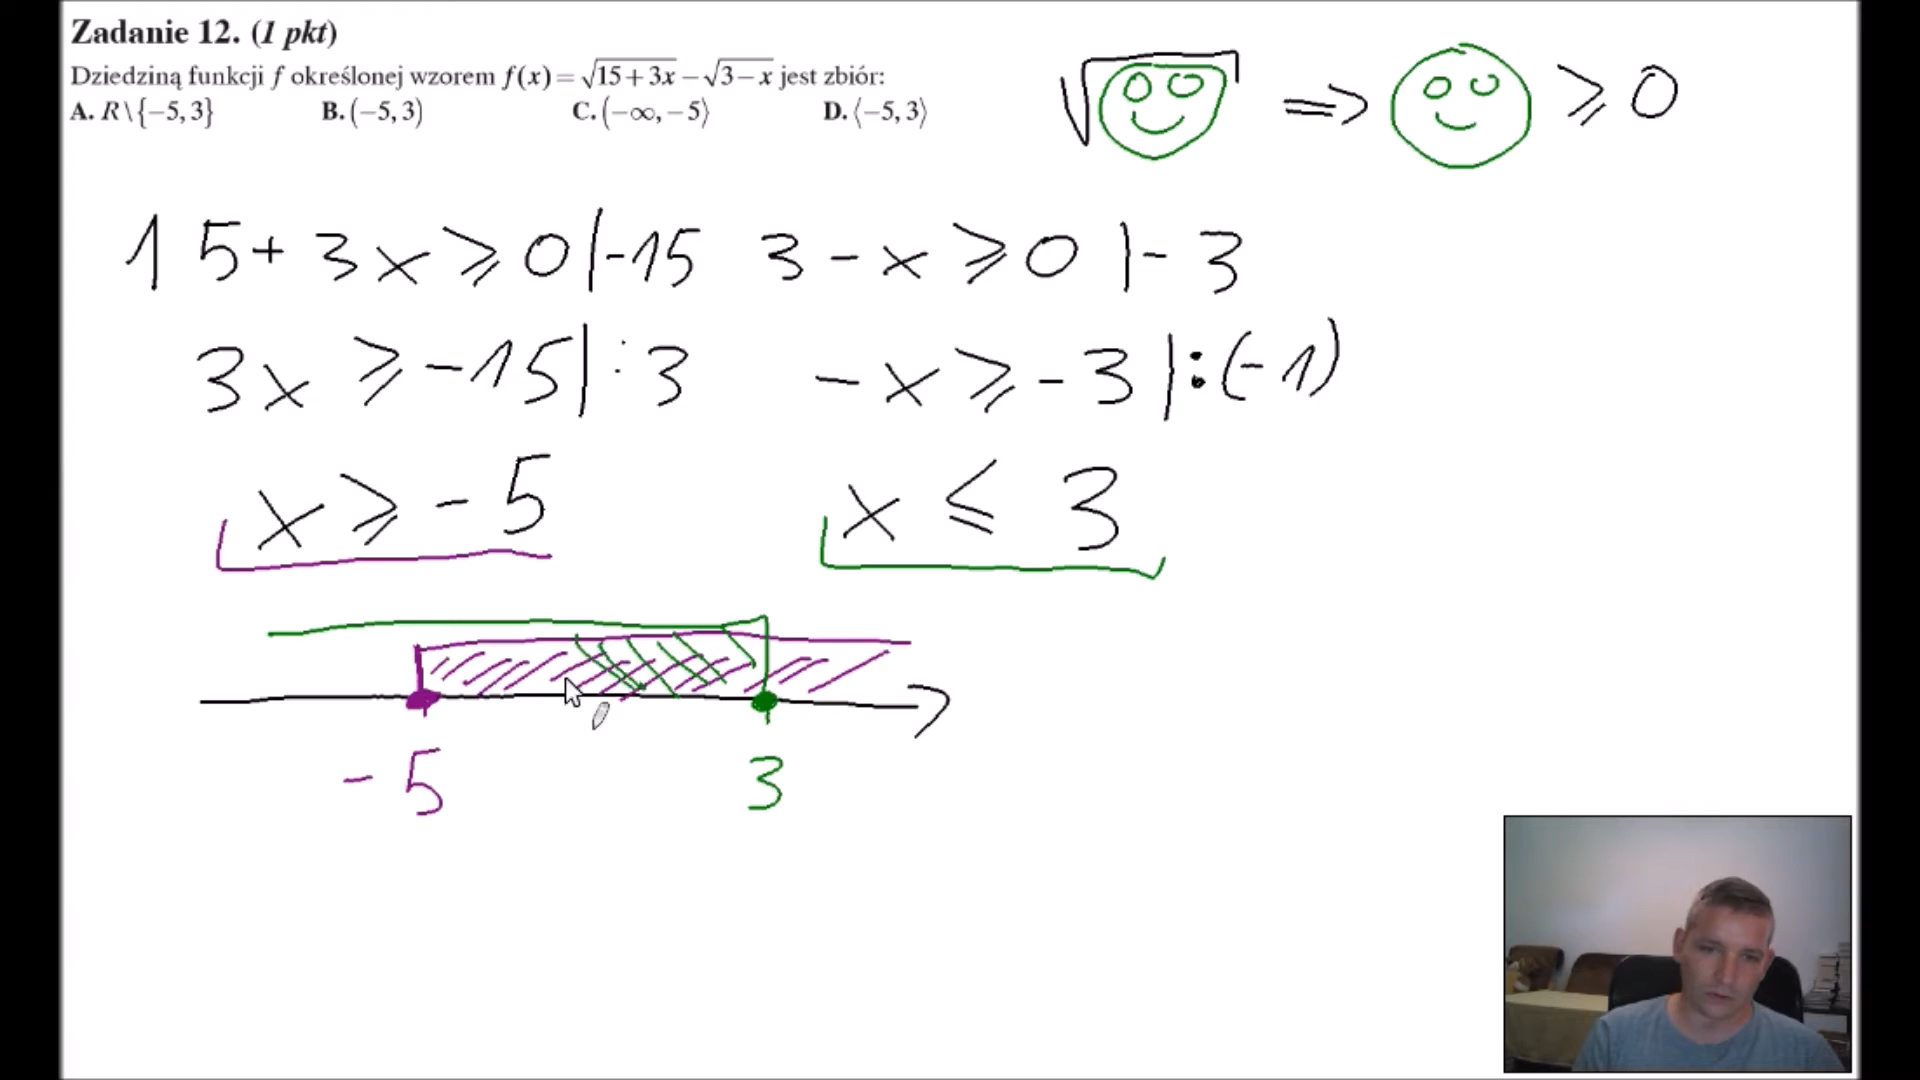 Zadanie 12. (1 pkt)
Dziedziną funkcji f określonej wzorem f(x)=√15+3x−√3−x jest zbiór:
A. R\{−5,3} B. (−5,3) C. (−∞,−5⟩ D. ⟨−5,3⟩
√ ⇒ ≥ 0
15+3x ≥ 0 |-15 3-x ≥ 0 |-3
3x ≥ -15 |:3 -x ≥ -3 |:(-1)
x ≥ -5 x ≤ 3
-5 3